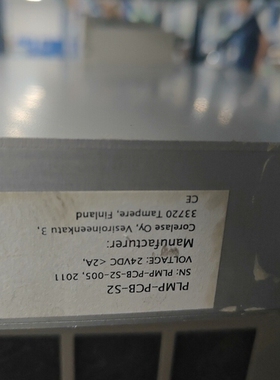 PLMP-PCB-S2
SN: PLMP-PCB-S2-005, 2011
VOLTAGE: 24VDC <2A,
Manufacturer:
Corelase Oy, Vesiroineenkatu 3,
33720 Tampere, Finland
CE